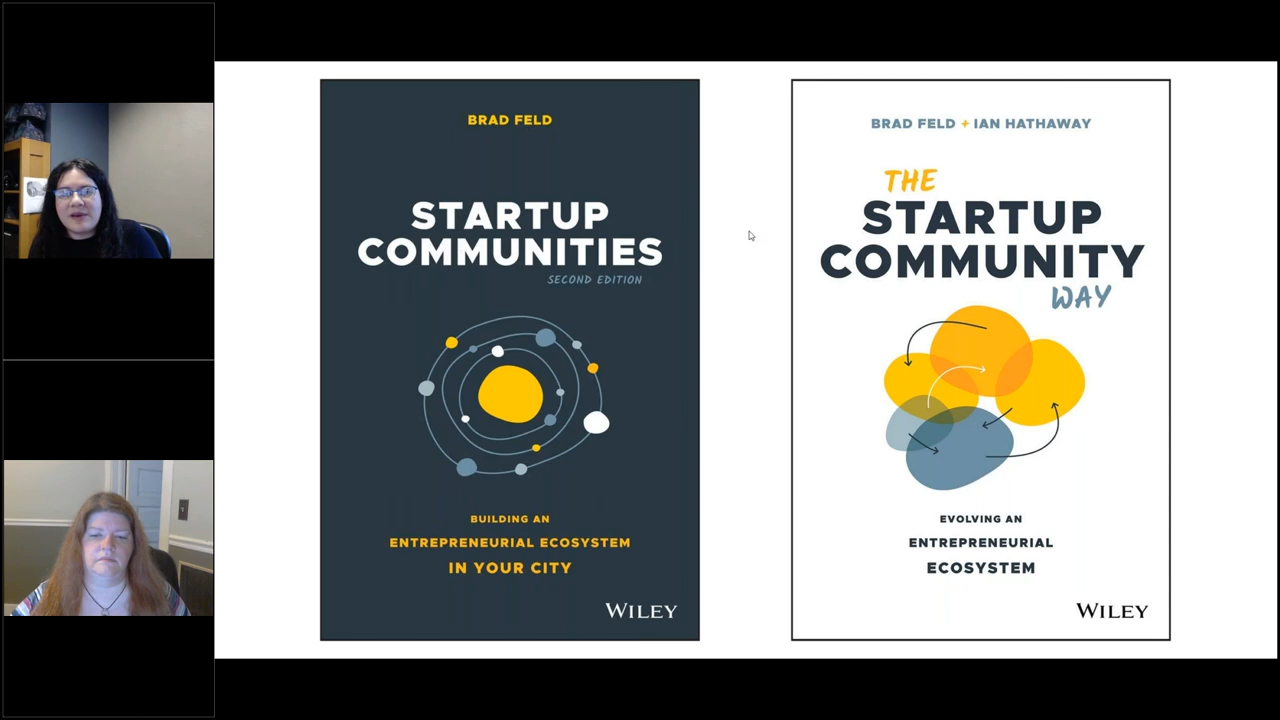 BRAD FELD
STARTUP
COMMUNITIES
SECOND EDITION
BUILDING AN
ENTREPRENEURIAL ECOSYSTEM
IN YOUR CITY
WILEY
BRAD FELD + IAN HATHAWAY
THE
STARTUP
COMMUNITY
WAY
EVOLVING AN
ENTREPRENEURIAL
ECOSYSTEM
WILEY